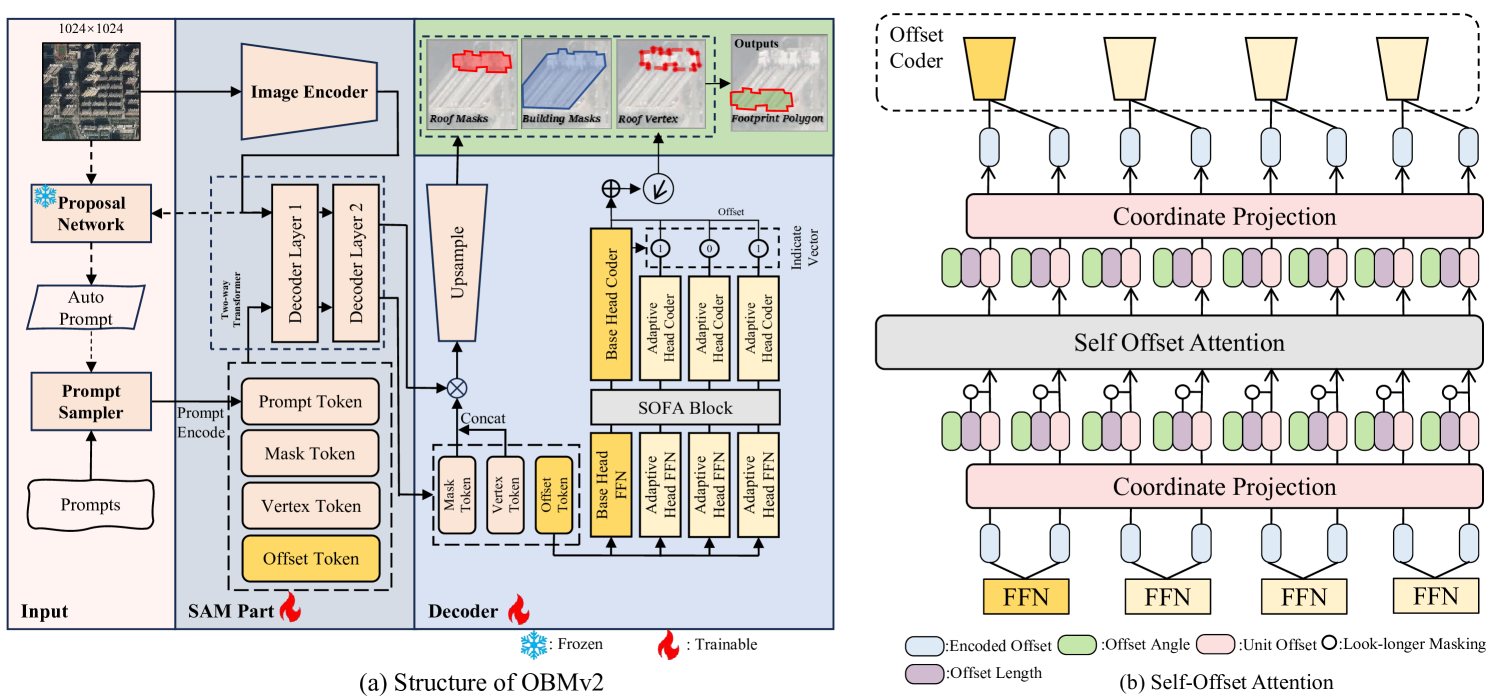 1024×1024
Proposal
Network
Auto
Prompt
Prompt
Sampler
Prompts
Input
Image Encoder
Two-way
Transformer
Decoder Layer 1
Decoder Layer 2
Prompt
Encode
Prompt Token
Mask Token
Vertex Token
Offset Token
SAM Part
Roof Masks
Building Masks
Roof Vertex
Outputs
Footprint Polygon
Upsample
Concat
Mask
Token
Vertex
Token
Offset
Token
Offset
1
0
1
Indicate
Vector
Base Head Coder
Adaptive
Head Coder
Adaptive
Head Coder
Adaptive
Head Coder
SOFA Block
Base Head
FFN
Adaptive
Head FFN
Adaptive
Head FFN
Adaptive
Head FFN
Decoder
: Frozen
: Trainable
(a) Structure of OBMv2
Offset
Coder
Coordinate Projection
Self Offset Attention
Coordinate Projection
FFN
FFN
FFN
FFN
:Encoded Offset
:Offset Angle
:Unit Offset
:Look-longer Masking
:Offset Length
(b) Self-Offset Attention